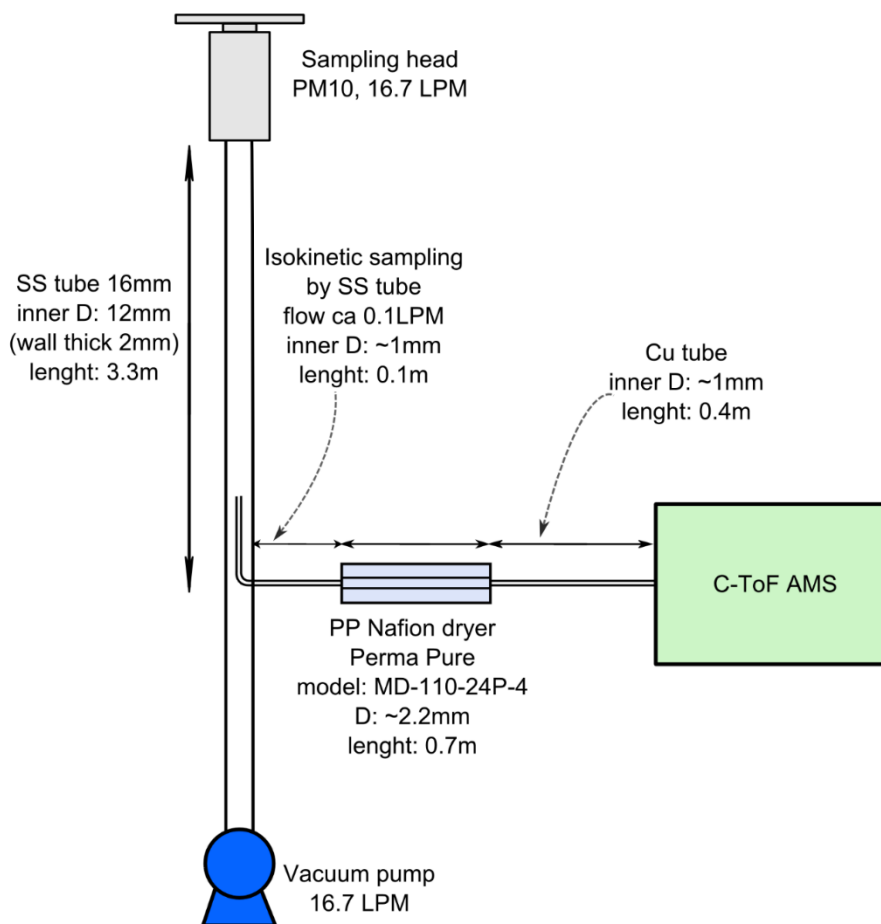 Sampling head
PM10, 16.7 LPM
SS tube 16mm
inner D: 12mm
(wall thick 2mm)
lenght: 3.3m
Isokinetic sampling
by SS tube
flow ca 0.1LPM
inner D: ~1mm
lenght: 0.1m
Cu tube
inner D: ~1mm
lenght: 0.4m
C-ToF AMS
PP Nafion dryer
Perma Pure
model: MD-110-24P-4
D: ~2.2mm
lenght: 0.7m
Vacuum pump
16.7 LPM